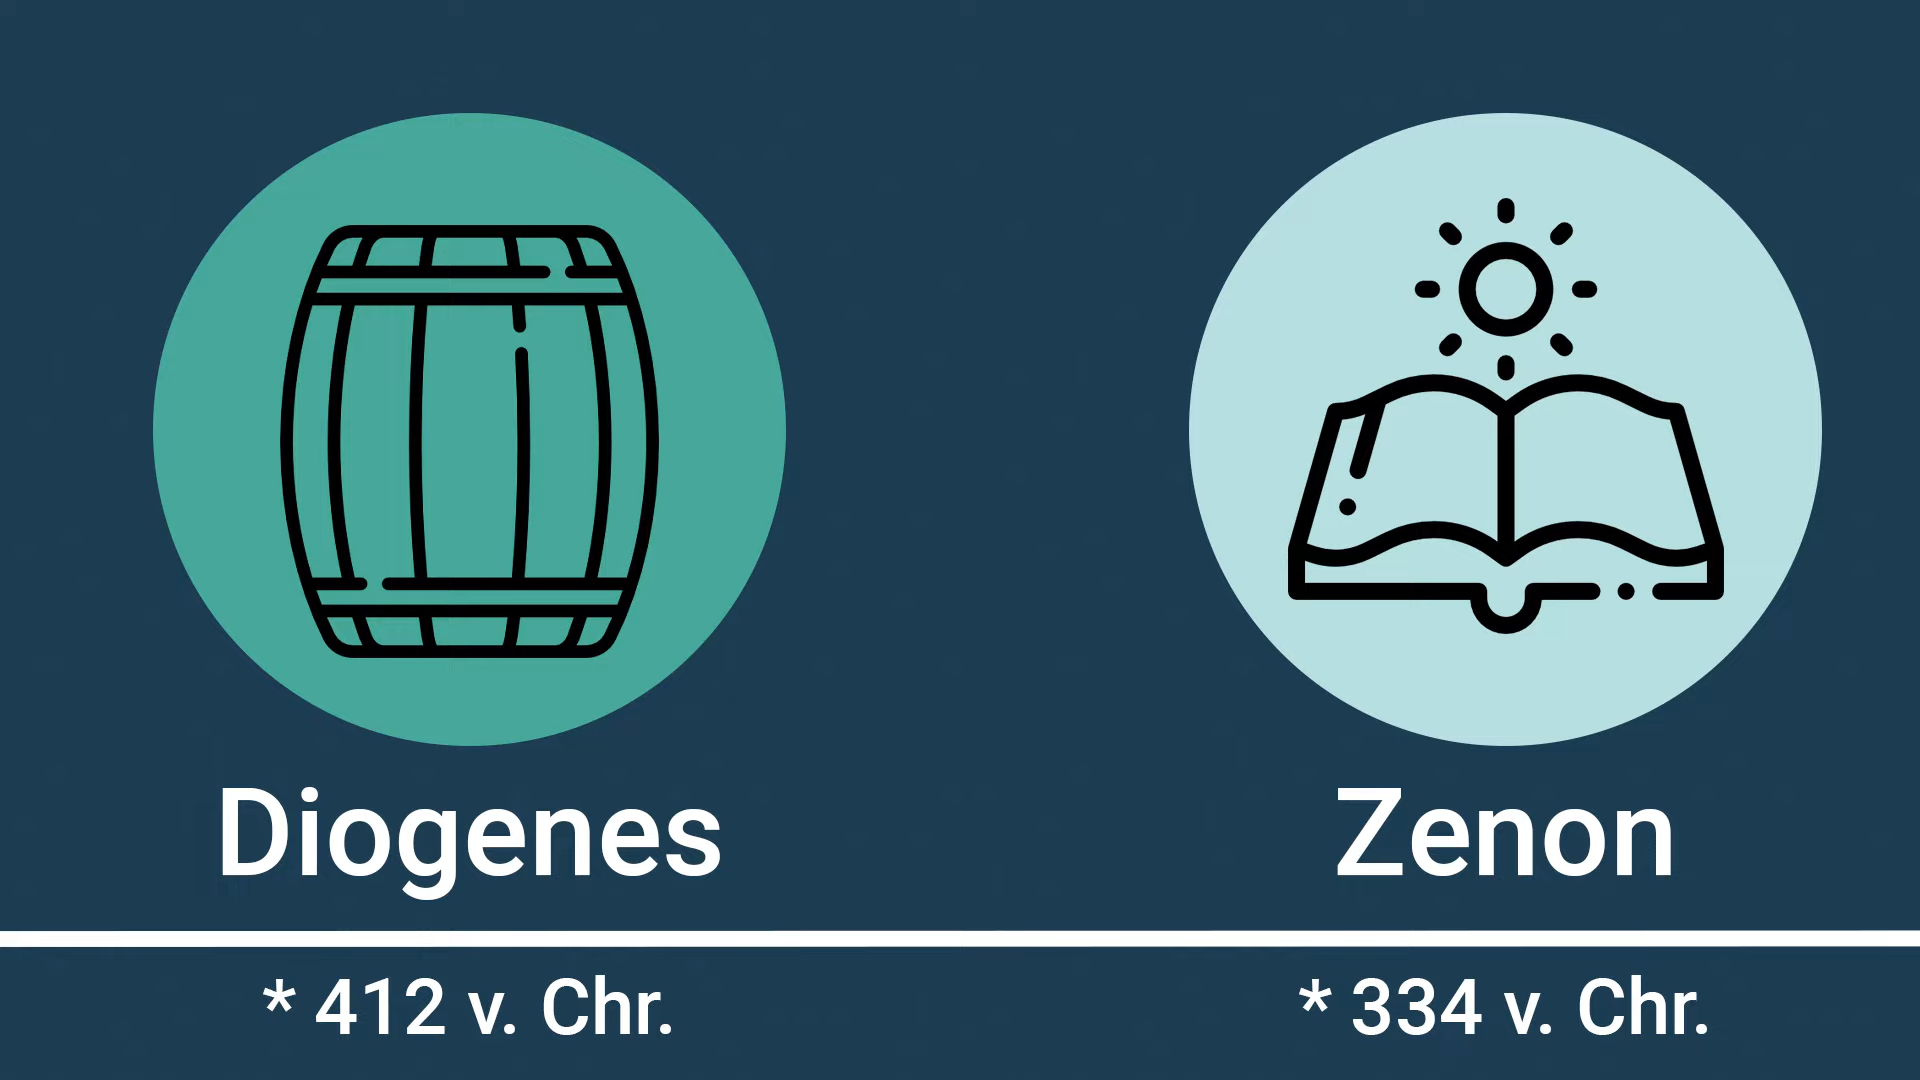 Diogenes
Zenon
* 412 v. Chr.
* 334 v. Chr.